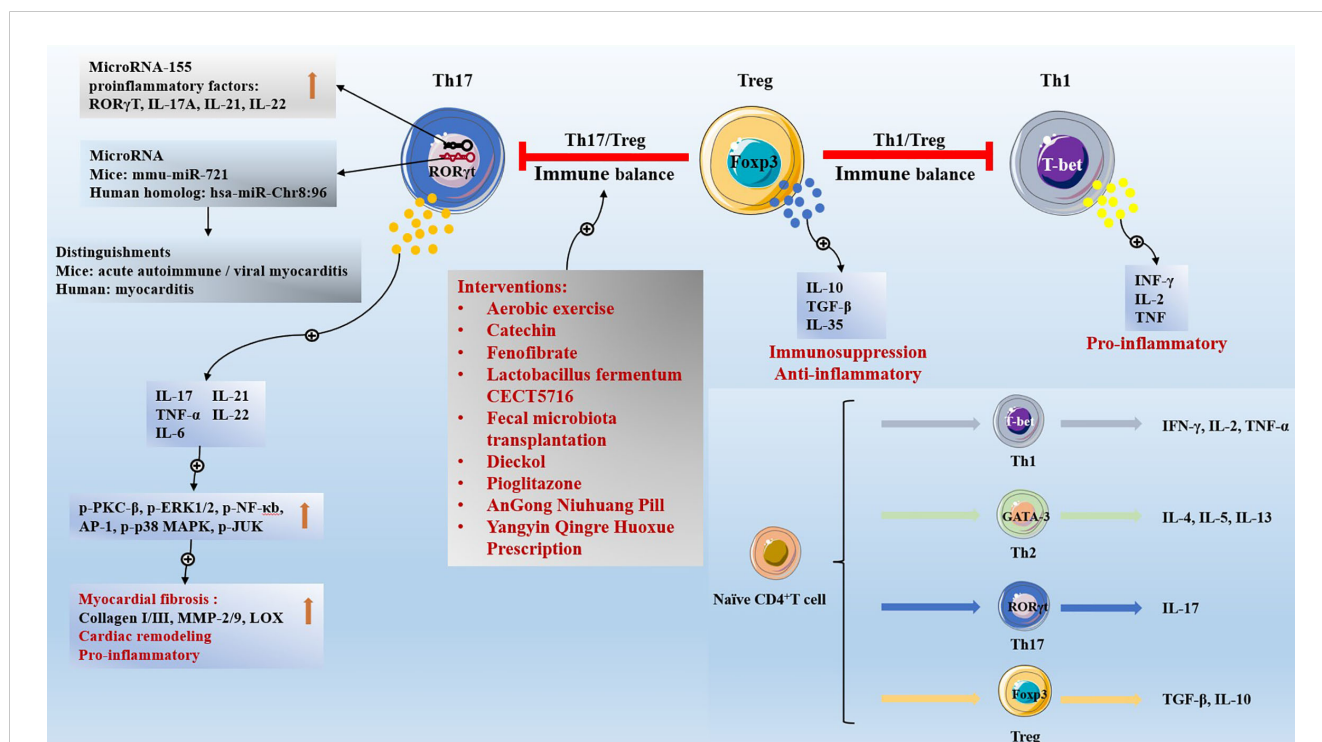 MicroRNA-155
proinflammatory factors:
RORγT, IL-17A, IL-21, IL-22
MicroRNA
Mice: mmu-miR-721
Human homolog: hsa-miR-Chr8:96
Distinguishments
Mice: acute autoimmune / viral myocarditis
Human: myocarditis
Th17
RORγt
Th17/Treg
Immune balance
Treg
Foxp3
Th1/Treg
Immune balance
Th1
T-bet
IL-17 IL-21
TNF-α IL-22
IL-6
p-PKC-β, p-ERK1/2, p-NF-κb,
AP-1, p-p38 MAPK, p-JUK
Myocardial fibrosis :
Collagen I/III, MMP-2/9, LOX
Cardiac remodeling
Pro-inflammatory
Interventions:
• Aerobic exercise
• Catechin
• Fenofibrate
• Lactobacillus fermentum
CECT5716
• Fecal microbiota
transplantation
• Dieckol
• Pioglitazone
• AnGong Niuhuang Pill
• Yangyin Qingre Huoxue
Prescription
IL-10
TGF-β
IL-35
Immunosuppression
Anti-inflammatory
INF-γ
IL-2
TNF
Pro-inflammatory
Naïve CD4⁺T cell
T-bet
Th1
IFN-γ, IL-2, TNF-α
GATA-3
Th2
IL-4, IL-5, IL-13
RORγt
Th17
IL-17
Foxp3
Treg
TGF-β, IL-10